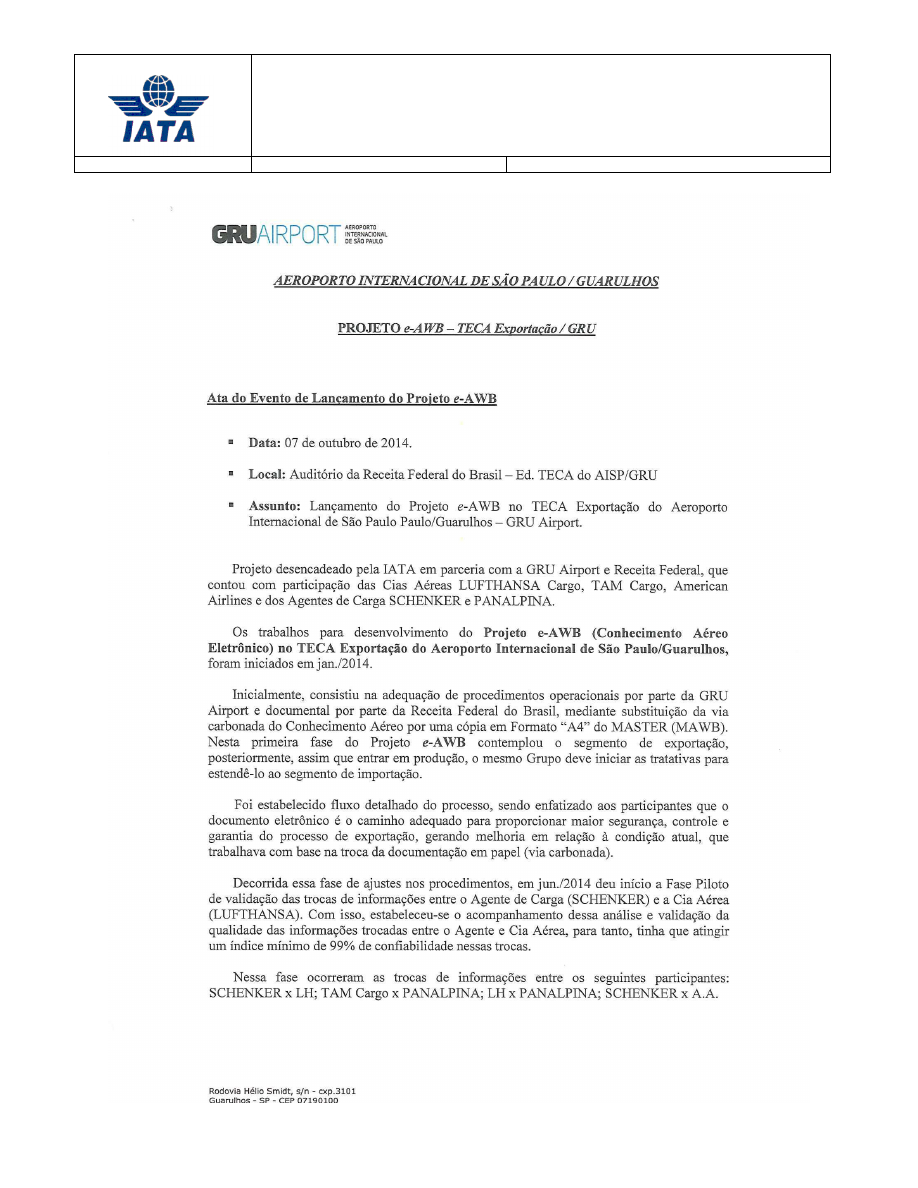 IATA
GRUAIRPORT AEROPORTO
INTERNACIONAL
DE SÃO PAULO
AEROPORTO INTERNACIONAL DE SÃO PAULO / GUARULHOS
PROJETO e-AWB – TECA Exportação / GRU
Ata do Evento de Lançamento do Projeto e-AWB
▪ Data: 07 de outubro de 2014.
▪ Local: Auditório da Receita Federal do Brasil – Ed. TECA do AISP/GRU
▪ Assunto: Lançamento do Projeto e-AWB no TECA Exportação do Aeroporto
Internacional de São Paulo Paulo/Guarulhos – GRU Airport.
Projeto desencadeado pela IATA em parceria com a GRU Airport e Receita Federal, que
contou com participação das Cias Aéreas LUFTHANSA Cargo, TAM Cargo, American
Airlines e dos Agentes de Carga SCHENKER e PANALPINA.
Os trabalhos para desenvolvimento do Projeto e-AWB (Conhecimento Aéreo
Eletrônico) no TECA Exportação do Aeroporto Internacional de São Paulo/Guarulhos,
foram iniciados em jan./2014.
Inicialmente, consistiu na adequação de procedimentos operacionais por parte da GRU
Airport e documental por parte da Receita Federal do Brasil, mediante substituição da via
carbonada do Conhecimento Aéreo por uma cópia em Formato “A4” do MASTER (MAWB).
Nesta primeira fase do Projeto e-AWB contemplou o segmento de exportação,
posteriormente, assim que entrar em produção, o mesmo Grupo deve iniciar as tratativas para
estendê-lo ao segmento de importação.
Foi estabelecido fluxo detalhado do processo, sendo enfatizado aos participantes que o
documento eletrônico é o caminho adequado para proporcionar maior segurança, controle e
garantia do processo de exportação, gerando melhoria em relação à condição atual, que
trabalhava com base na troca da documentação em papel (via carbonada).
Decorrida essa fase de ajustes nos procedimentos, em jun./2014 deu início a Fase Piloto
de validação das trocas de informações entre o Agente de Carga (SCHENKER) e a Cia Aérea
(LUFTHANSA). Com isso, estabeleceu-se o acompanhamento dessa análise e validação da
qualidade das informações trocadas entre o Agente e Cia Aérea, para tanto, tinha que atingir
um índice mínimo de 99% de confiabilidade nessas trocas.
Nessa fase ocorreram as trocas de informações entre os seguintes participantes:
SCHENKER x LH; TAM Cargo x PANALPINA; LH x PANALPINA; SCHENKER x A.A.
Rodovia Hélio Smidt, s/n - cxp.3101
Guarulhos - SP - CEP 07190100